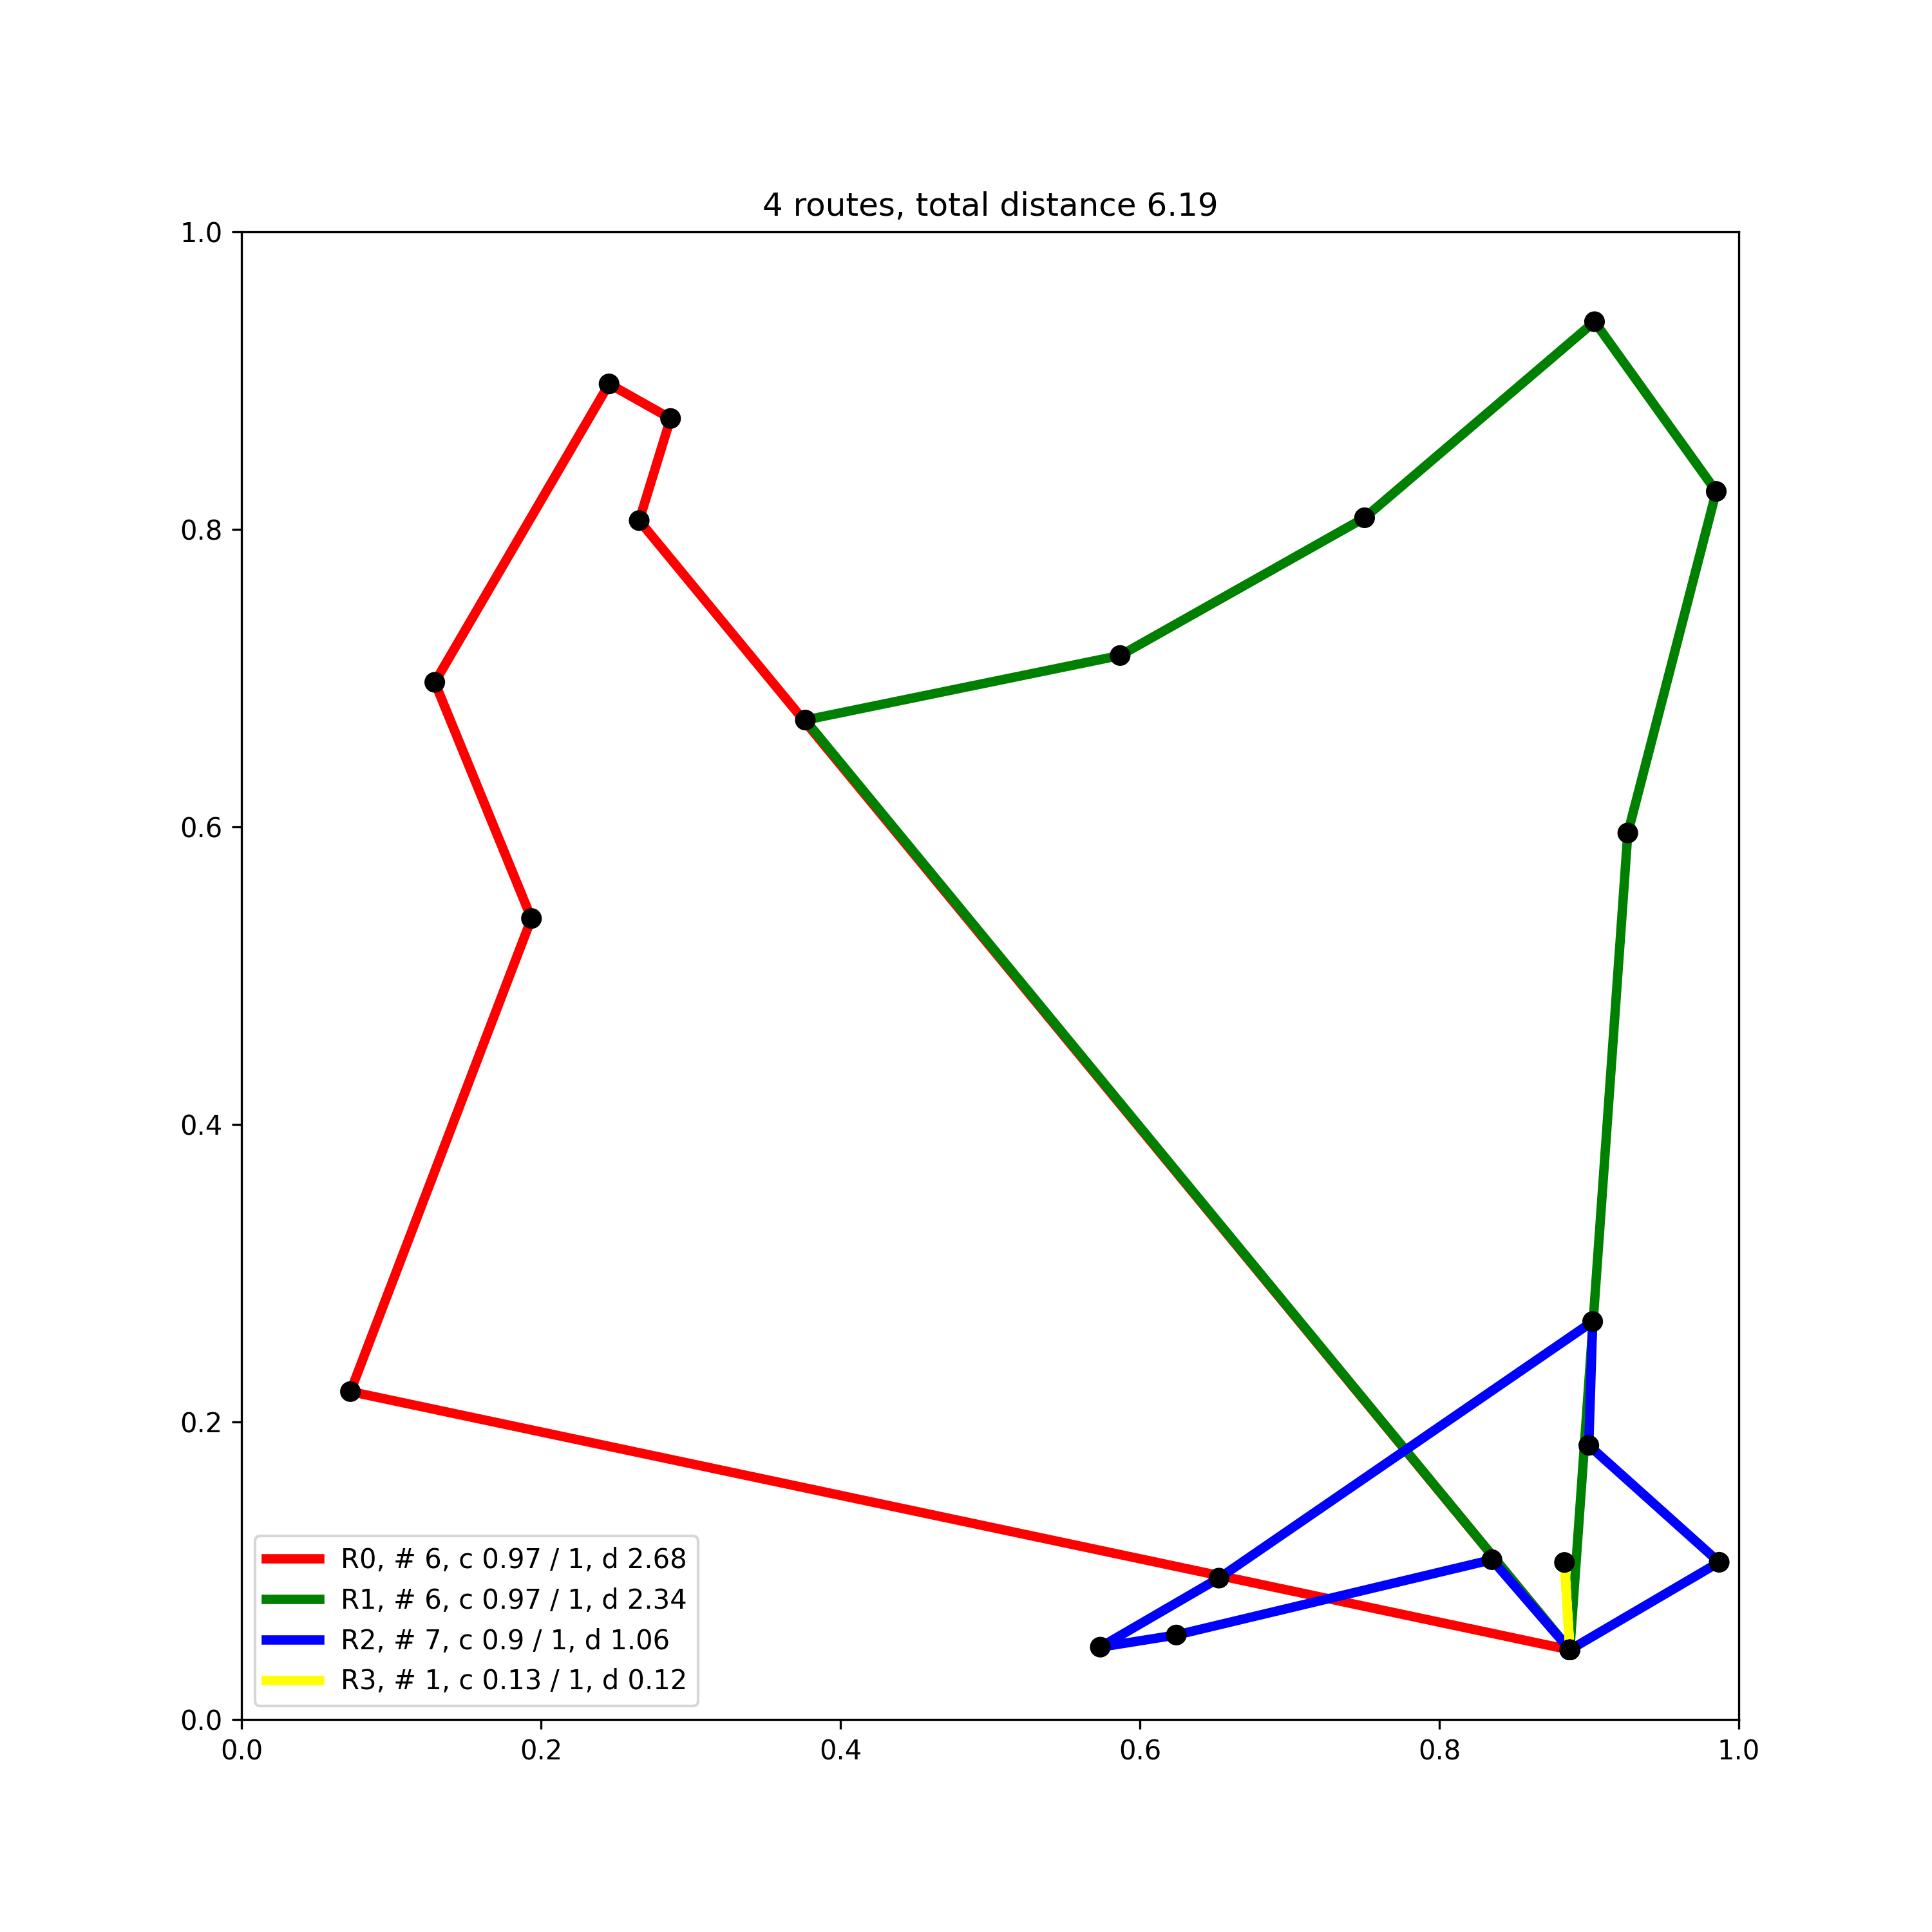 4 routes, total distance 6.19
1.0
0.8
0.6
0.4
0.2
0.0
R0, # 6, c 0.97 / 1, d 2.68
R1, # 6, c 0.97 / 1, d 2.34
R2, # 7, c 0.9 / 1, d 1.06
R3, # 1, c 0.13 / 1, d 0.12
0.0 0.2 0.4 0.6 0.8 1.0